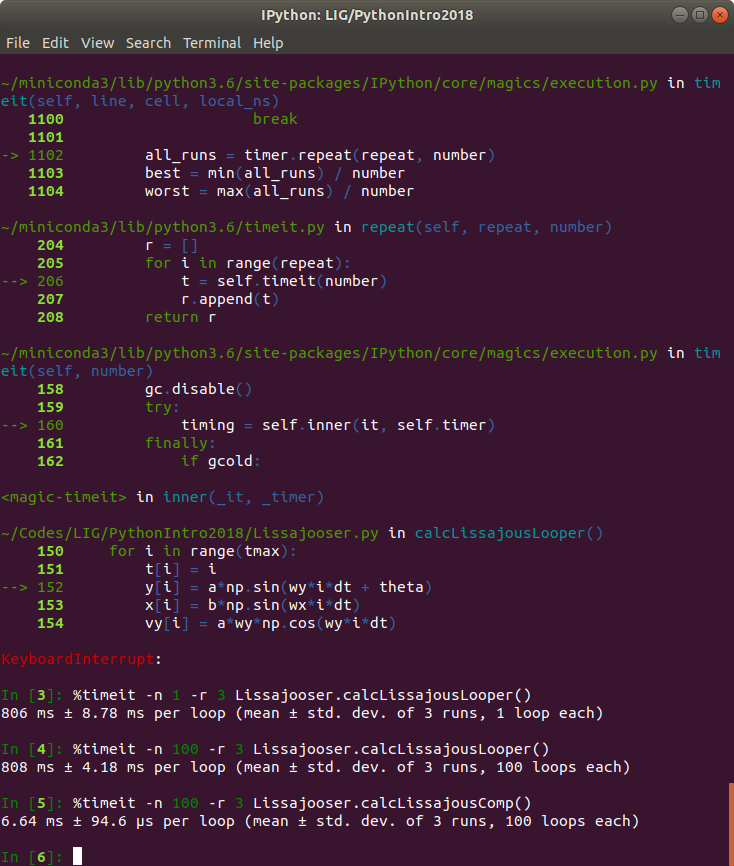 IPython: LIG/PythonIntro2018
File Edit View Search Terminal Help
~/miniconda3/lib/python3.6/site-packages/IPython/core/magics/execution.py in tim
eit(self, line, cell, local_ns)
   1100                     break
   1101
-> 1102         all_runs = timer.repeat(repeat, number)
   1103         best = min(all_runs) / number
   1104         worst = max(all_runs) / number
~/miniconda3/lib/python3.6/timeit.py in repeat(self, repeat, number)
    204         r = []
    205         for i in range(repeat):
--> 206             t = self.timeit(number)
    207             r.append(t)
    208         return r
~/miniconda3/lib/python3.6/site-packages/IPython/core/magics/execution.py in tim
eit(self, number)
    158         gc.disable()
    159         try:
--> 160             timing = self.inner(it, self.timer)
    161         finally:
    162             if gcold:
<magic-timeit> in inner(_it, _timer)
~/Codes/LIG/PythonIntro2018/Lissajooser.py in calcLissajousLooper()
    150     for i in range(tmax):
    151         t[i] = i
--> 152         y[i] = a*np.sin(wy*i*dt + theta)
    153         x[i] = b*np.sin(wx*i*dt)
    154         vy[i] = a*wy*np.cos(wy*i*dt)
KeyboardInterrupt:
In [3]: %timeit -n 1 -r 3 Lissajooser.calcLissajousLooper()
806 ms ± 8.78 ms per loop (mean ± std. dev. of 3 runs, 1 loop each)
In [4]: %timeit -n 100 -r 3 Lissajooser.calcLissajousLooper()
808 ms ± 4.18 ms per loop (mean ± std. dev. of 3 runs, 100 loops each)
In [5]: %timeit -n 100 -r 3 Lissajooser.calcLissajousComp()
6.64 ms ± 94.6 µs per loop (mean ± std. dev. of 3 runs, 100 loops each)
In [6]: